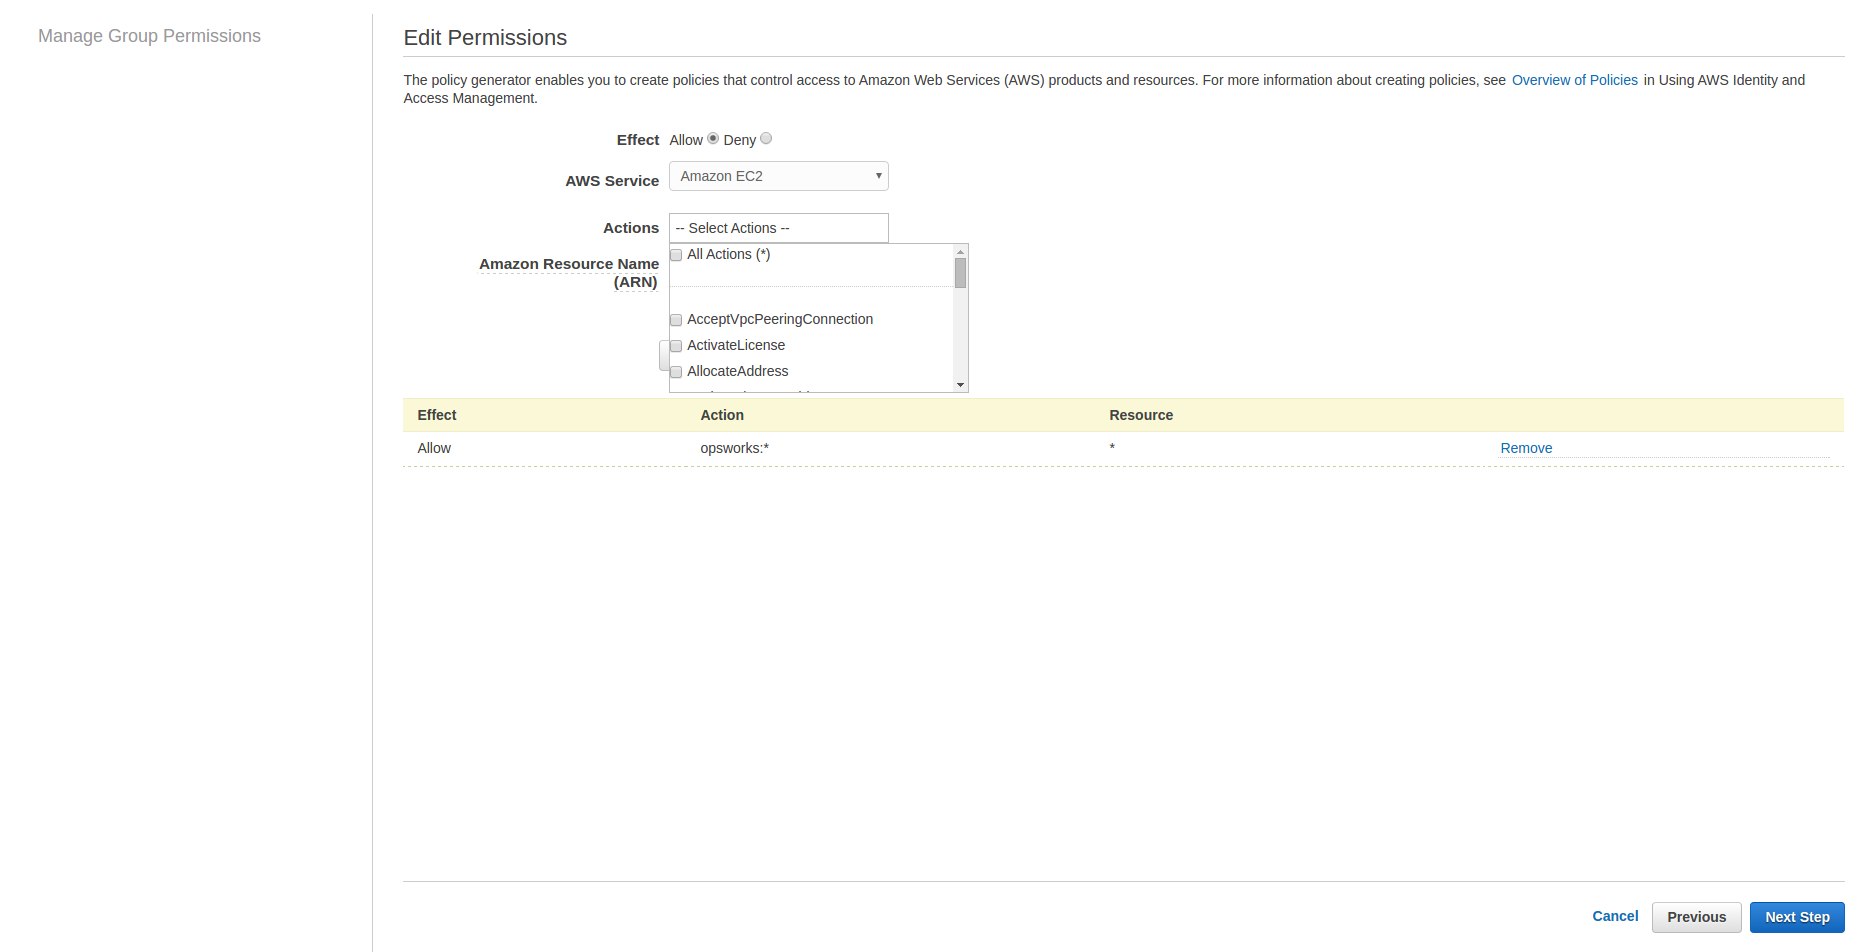 Manage Group Permissions
Edit Permissions
The policy generator enables you to create policies that control access to Amazon Web Services (AWS) products and resources. For more information about creating policies, see Overview of Policies in Using AWS Identity and
Access Management.
Effect Allow Deny
AWS Service Amazon EC2
Actions -- Select Actions --
All Actions (*)
Amazon Resource Name
(ARN)
AcceptVpcPeeringConnection
ActivateLicense
AllocateAddress
Effect Action Resource
Allow opsworks:* * Remove
Cancel Previous Next Step